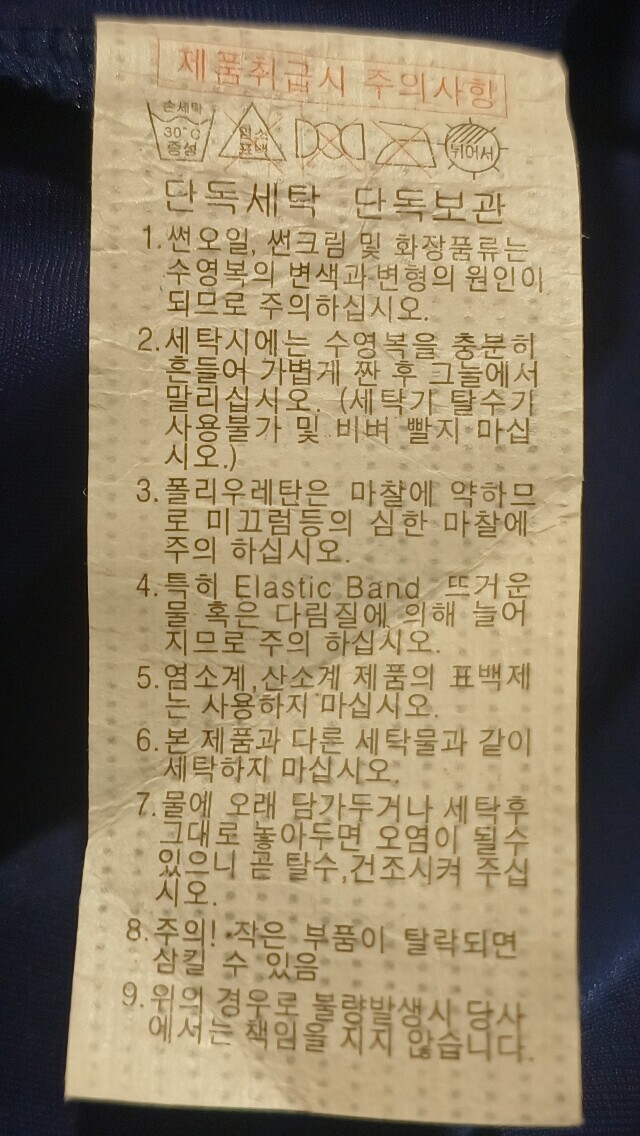 제품취급시 주의사항
손세탁
30°C
중성
염소
표백
뉘어서
단독세탁 단독보관
1. 썬오일, 썬크림 및 화장품류는
수영복의 변색과 변형의 원인이
되므로 주의하십시오.
2. 세탁시에는 수영복을 충분히
흔들어 가볍게 짠 후 그늘에서
말리십시오. (세탁기 탈수가
사용불가 및 비벼 빨지 마십
시오.)
3. 폴리우레탄은 마찰에 약하므
로 미끄럼등의 심한 마찰에
주의 하십시오.
4. 특히 Elastic Band 뜨거운
물 혹은 다림질에 의해 늘어
지므로 주의 하십시오.
5. 염소계,산소계 제품의 표백제
는 사용하지 마십시오.
6. 본 제품과 다른 세탁물과 같이
세탁하지 마십시오.
7. 물에 오래 담가두거나 세탁후
그대로 놓아두면 오염이 될수
있으니 곧 탈수,건조시켜 주십
시오.
8. 주의! 작은 부품이 탈락되면
삼킬 수 있음
9. 위의 경우로 불량발생시 당사
에서는 책임을 지지 않습니다.